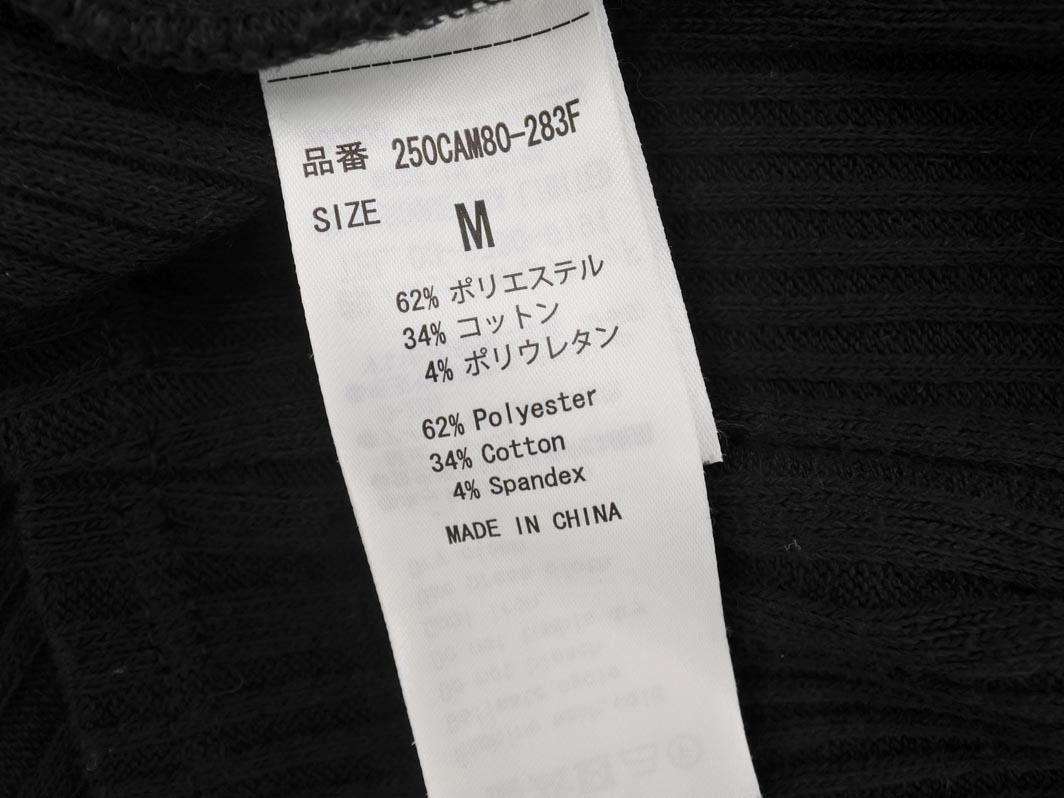 品番 250CAM80-283F
SIZE M
62% ポリエステル
34% コットン
4% ポリウレタン
62% Polyester
34% Cotton
4% Spandex
MADE IN CHINA